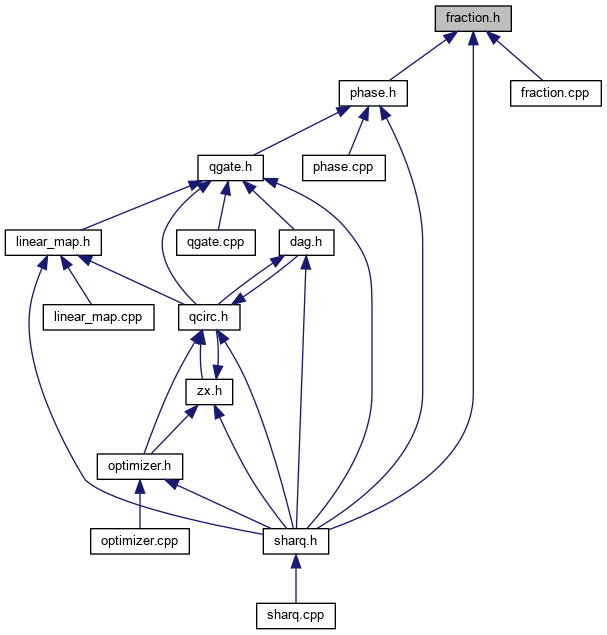 fraction.h
phase.h
fraction.cpp
qgate.h
phase.cpp
linear_map.h
qgate.cpp
dag.h
linear_map.cpp
qcirc.h
zx.h
optimizer.h
optimizer.cpp
sharq.h
sharq.cpp